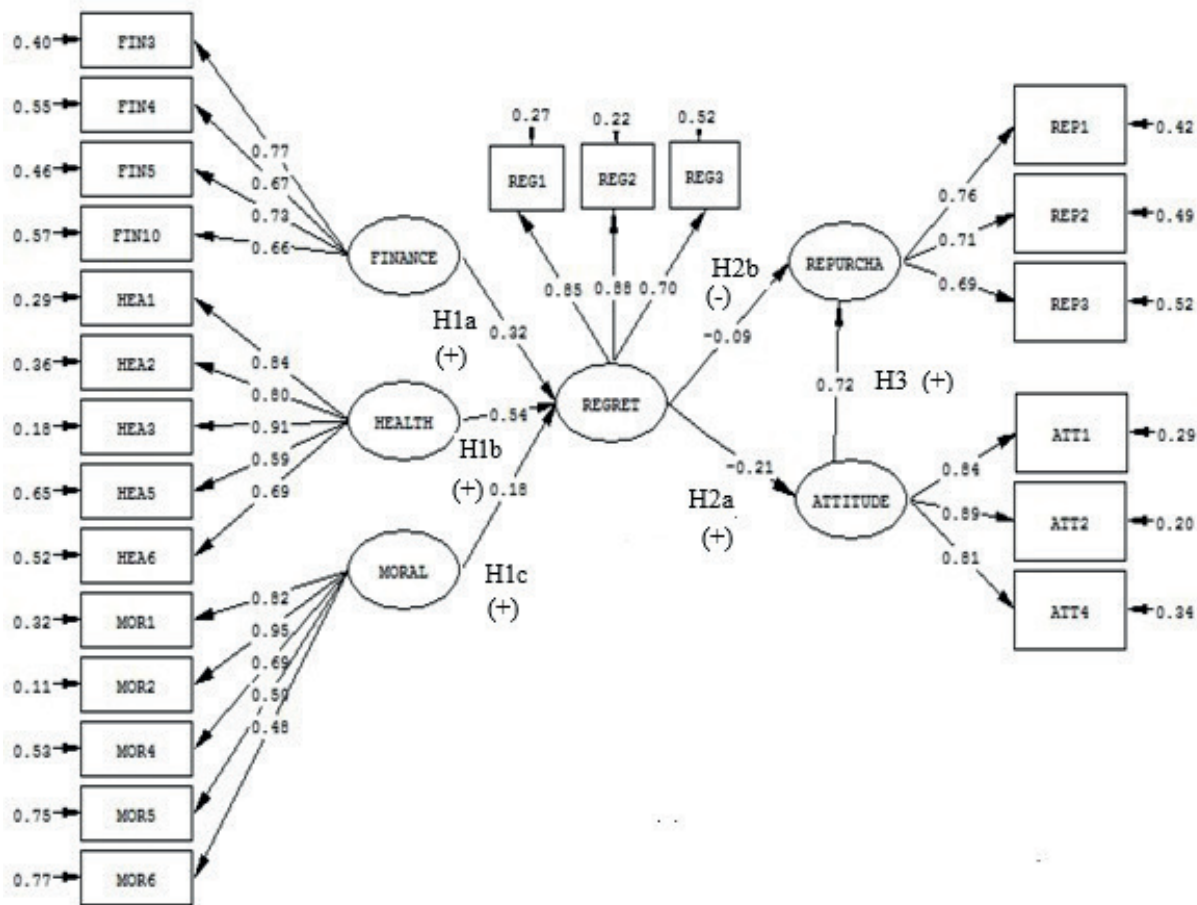 0.40 FIN3
0.55 FIN4
0.46 FIN5
0.57 FIN10
0.29 HEA1
0.36 HEA2
0.18 HEA3
0.65 HEA5
0.52 HEA6
0.32 MOR1
0.11 MOR2
0.53 MOR4
0.75 MOR5
0.77 MOR6
0.77
0.67
0.73
0.66
0.84
0.80
0.91
0.59
0.69
0.82
0.95
0.69
0.50
0.48
FINANCE
HEALTH
MORAL
H1a
(+)
0.32
H1b
(+)
0.54
H1c
(+)
0.18
0.27 0.22 0.52
REG1 REG2 REG3
0.85 0.88 0.70
REGRET
H2b
(-)
-0.09
H2a
(+)
-0.21
REPURCHA
0.72 H3 (+)
ATTITUDE
0.76
0.71
0.69
REP1 0.42
REP2 0.49
REP3 0.52
0.84
0.89
0.81
ATT1 0.29
ATT2 0.20
ATT4 0.34